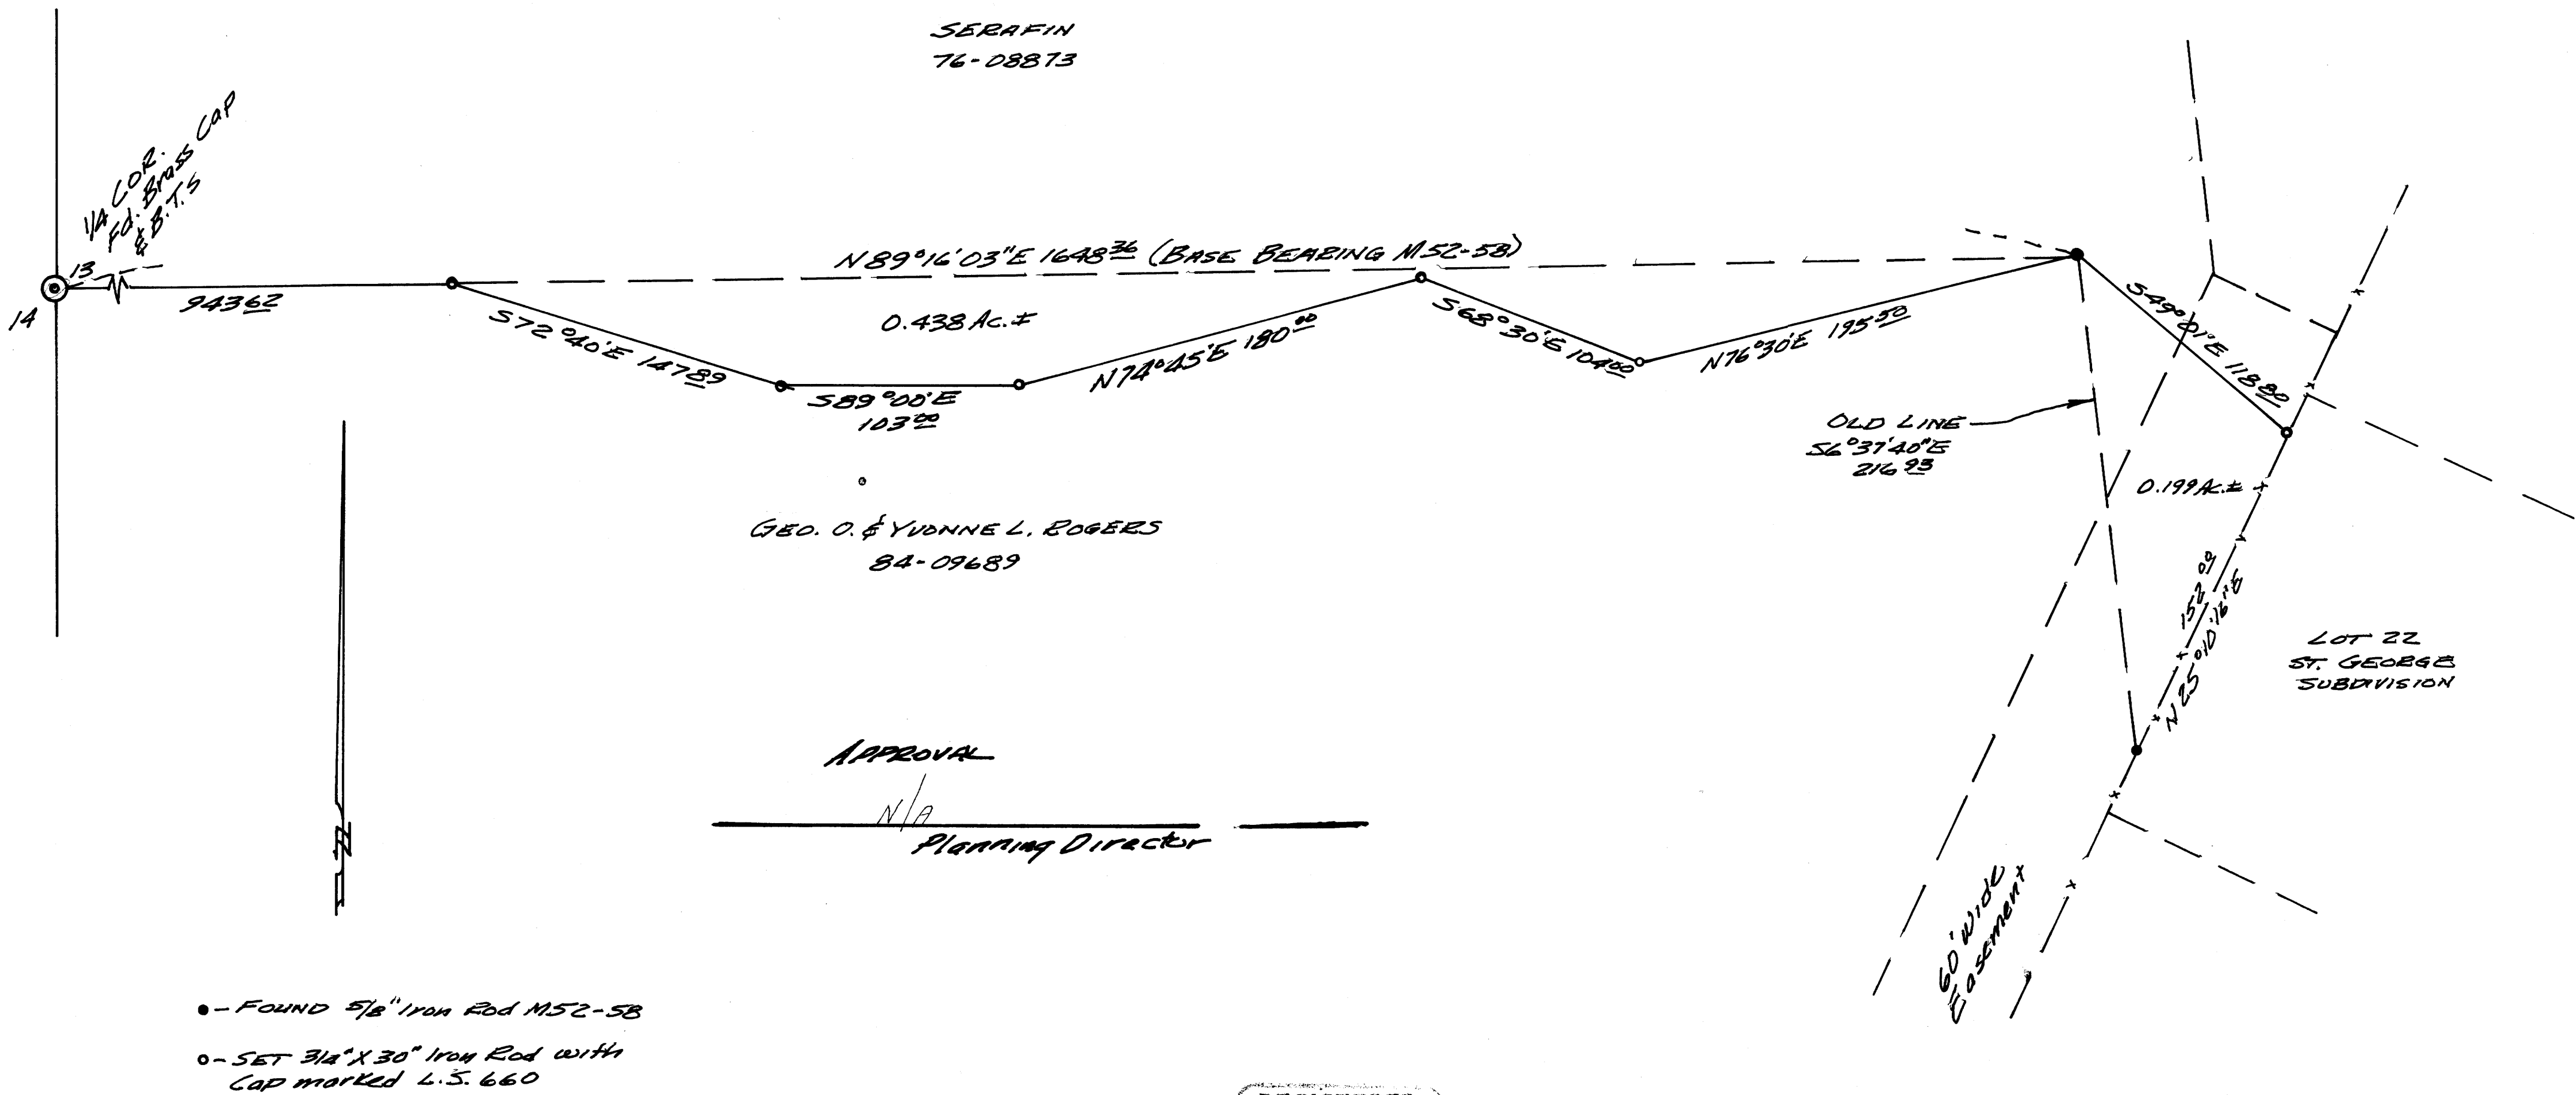 SERAFIN
76-08873
1/4 COR.
Fd. Brass Cap
& B.T.'S
13
14
943.62
N89°16'03"E 1648.36 (BASE BEARING M52-58)
S72°40'E 147.89
0.438 Ac.±
S89°00'E
103.00
N74°45'E 180.00
S68°30'E 104.00
N76°30'E 195.50
S49°01'E 118.80
OLD LINE
S6°37'40"E
216.93
0.199 Ac.±
152.09
N25°10'16"E
GEO. O. & YVONNE L. ROGERS
84-09689
LOT 22
ST. GEORGE
SUBDIVISION
N
APPROVAL
N/A
Planning Director
60' wide
Easement
- FOUND 5/8" Iron Rod M52-58
- SET 3/4" X 30" Iron Rod with
Cap marked L.S. 660